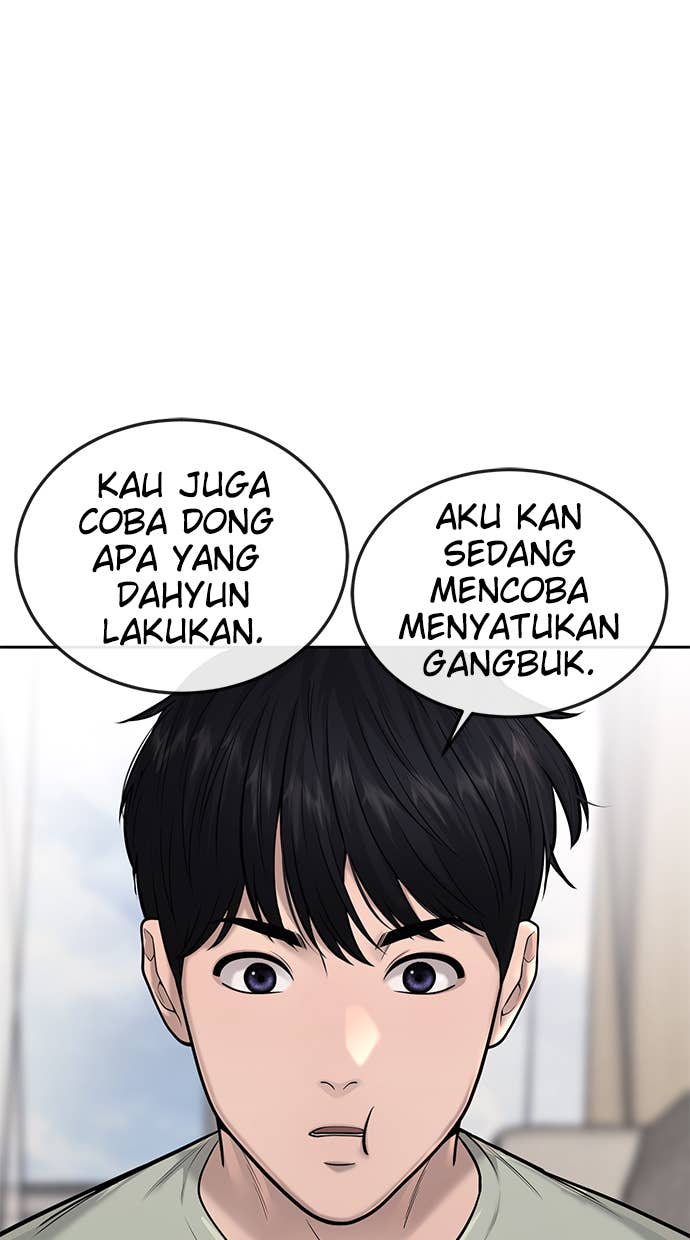 KAU JUGA
COBA DONG
APA YANG
DAHYUN
LAKUKAN.
AKU KAN
SEDANG
MENCOBA
MENYATUKAN
GANGBUK.